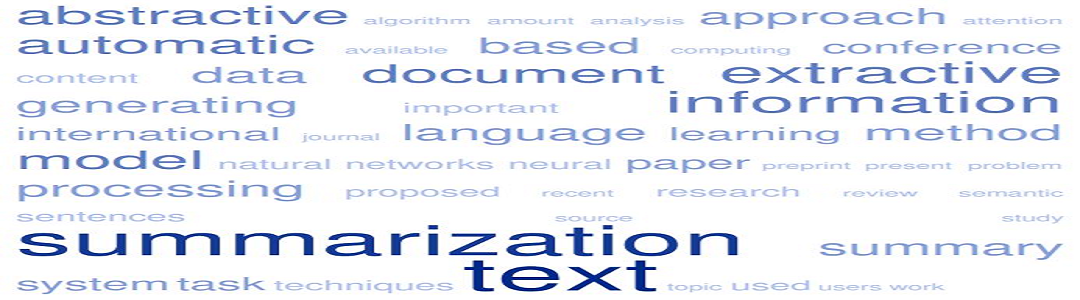 abstractive algorithm amount analysis approach attention
automatic available based computing conference
content data document extractive
generating important information
international journal language learning method
model natural networks neural paper preprint present problem
processing proposed recent research review semantic
sentences source study
summarization summary
system task techniques text topic used users work